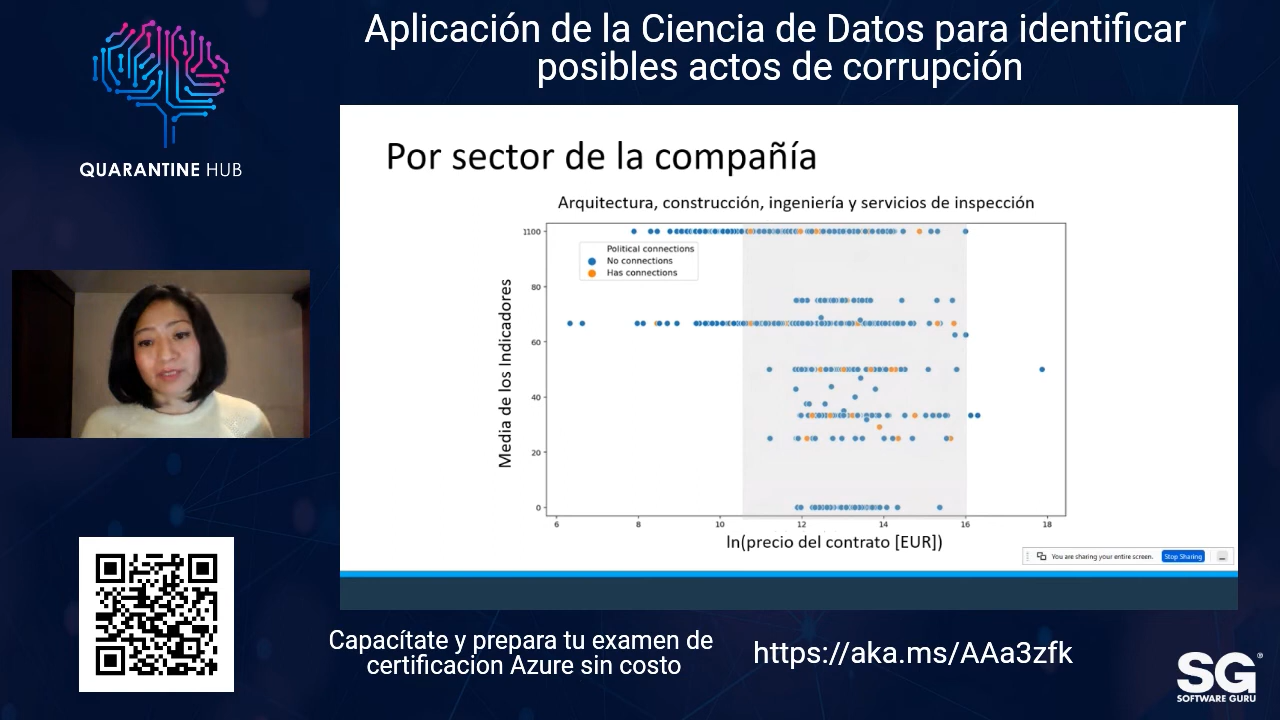 Aplicación de la Ciencia de Datos para identificar
posibles actos de corrupción
QUARANTINE HUB
Por sector de la compañía
Arquitectura, construcción, ingeniería y servicios de inspección
Media de los Indicadores
1100
80
60
40
20
0
Political connections
No connections
Has connections
6 8 10 12 14 16 18
ln(precio del contrato [EUR])
You are sharing your entire screen. Stop Sharing
Capacítate y prepara tu examen de
certificacion Azure sin costo
https://aka.ms/AAa3zfk
SG®
SOFTWARE GURU